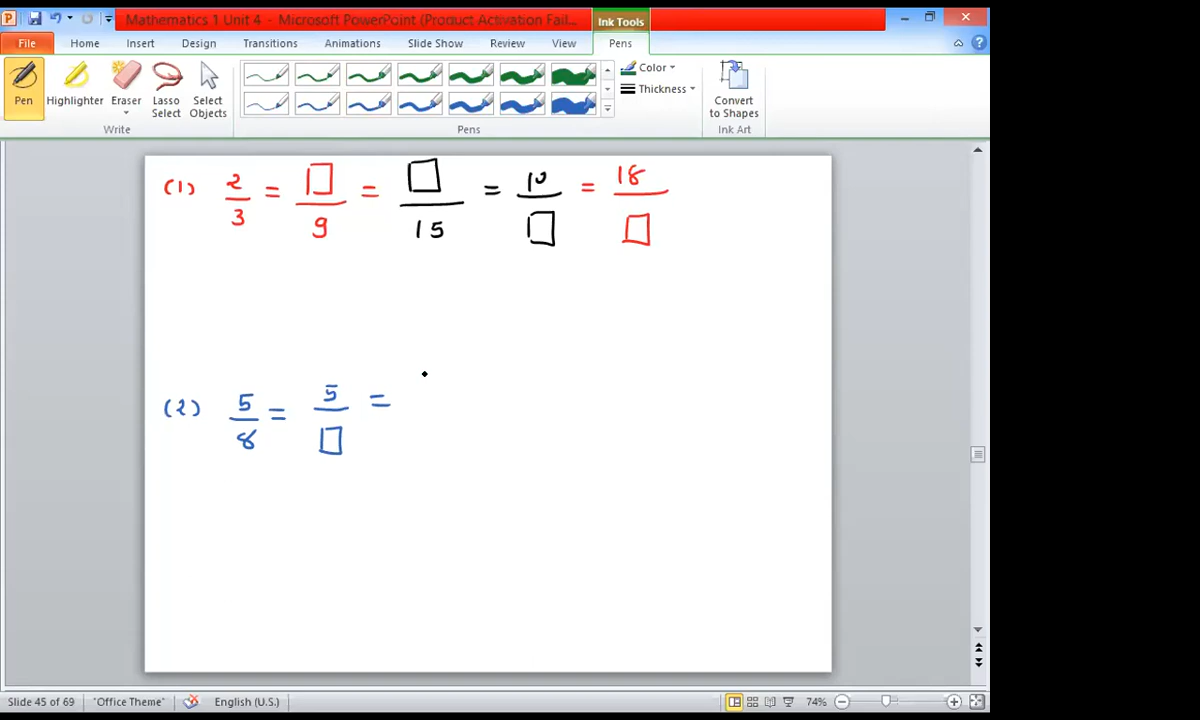 Mathematics 1 Unit 4 - Microsoft PowerPoint (Product Activation Fail...
Ink Tools
File Home Insert Design Transitions Animations Slide Show Review View Pens
Pen Highlighter Eraser Lasso Select Select Objects
Color
Thickness
Convert to Shapes
Write Pens Ink Art
(1) 2/3 = □/9 = □/15 = 10/□ = 18/□
(2) 5/8 = 5/□ =
Slide 45 of 69 "Office Theme" English (U.S.) 74%